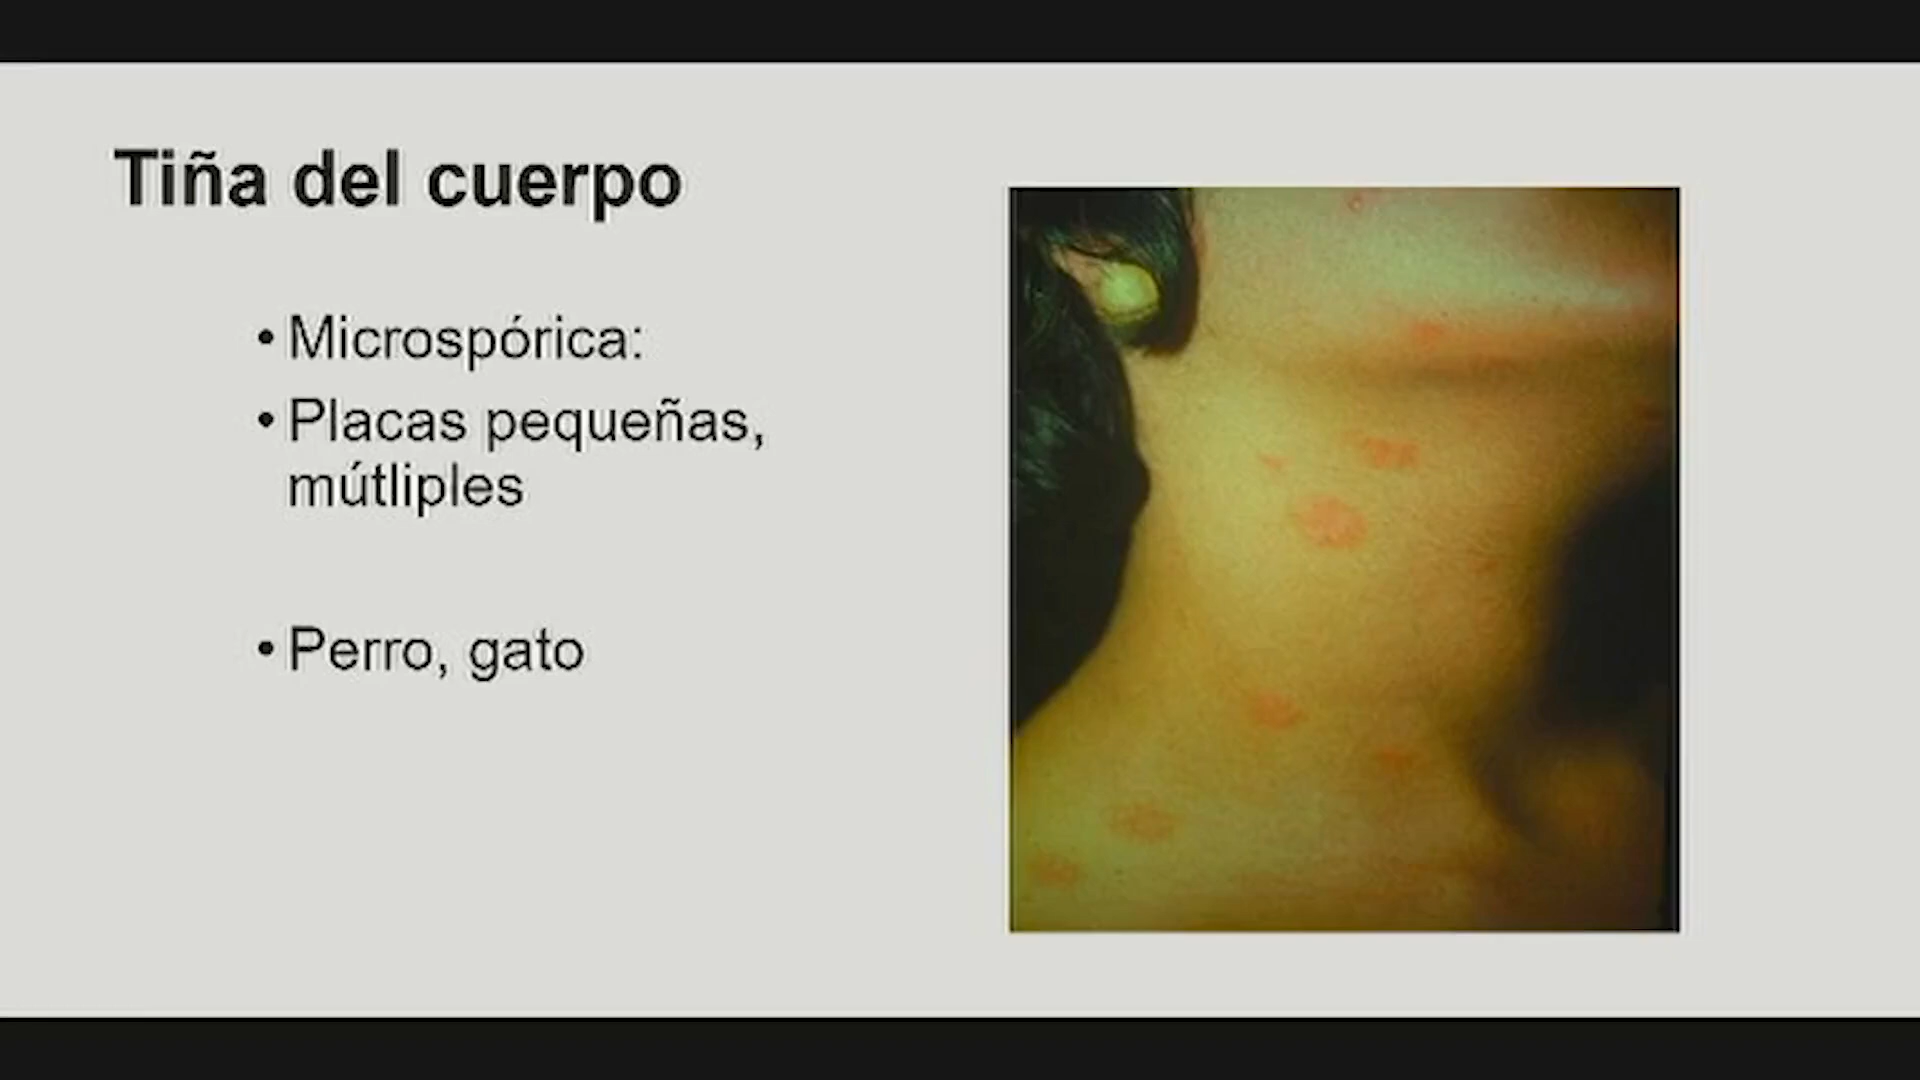 Tiña del cuerpo
• Microspórica:
• Placas pequeñas,
mútliples
• Perro, gato